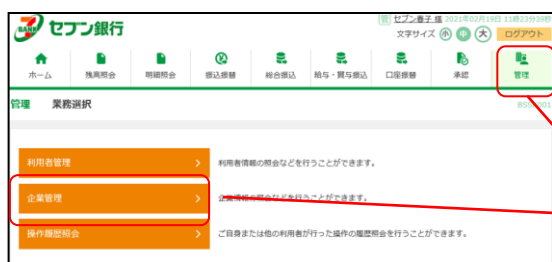 セブン銀行
管 セブン春子 様 2021年02月19日 11時23分39秒
文字サイズ 小 中 大 ログアウト
ホーム 残高照会 明細照会 振込振替 総合振込 給与・賞与振込 口座振替 承認 管理
管理 業務選択
利用者管理 利用者情報の照会などを行うことができます。
企業管理 企業情報の照会などを行うことができます。
操作履歴照会 ご自身または他の利用者が行った操作の履歴照会を行うことができます。